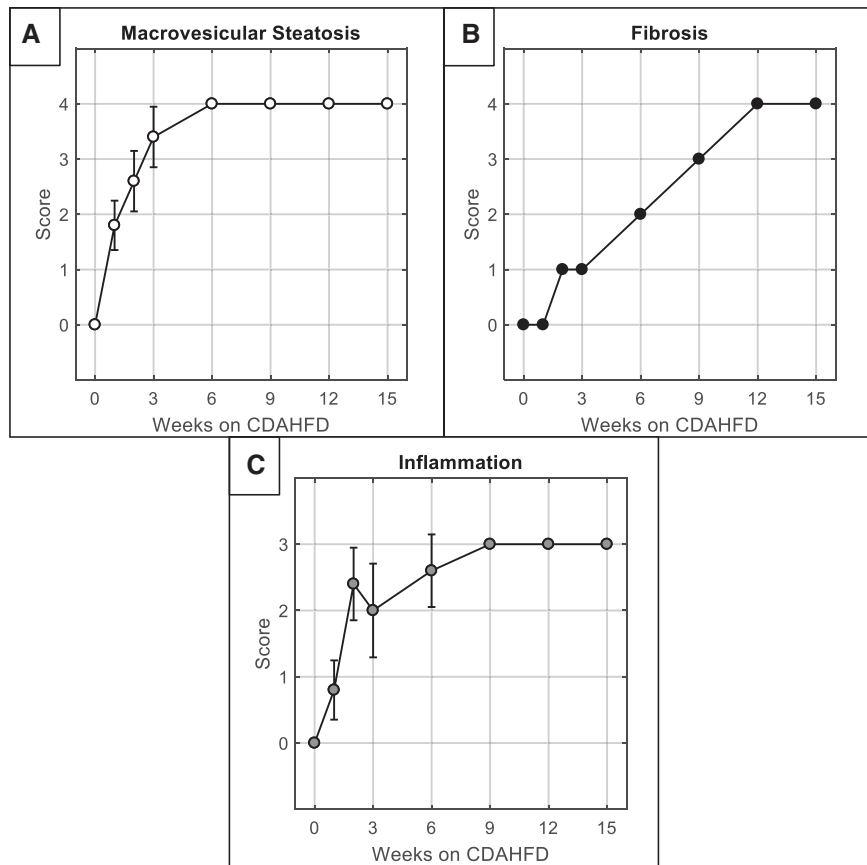 A
Macrovesicular Steatosis
4
3
2
1
0
Score
0 3 6 9 12 15
Weeks on CDAHFD
B
Fibrosis
4
3
2
1
0
Score
0 3 6 9 12 15
Weeks on CDAHFD
C
Inflammation
3
2
1
0
Score
0 3 6 9 12 15
Weeks on CDAHFD